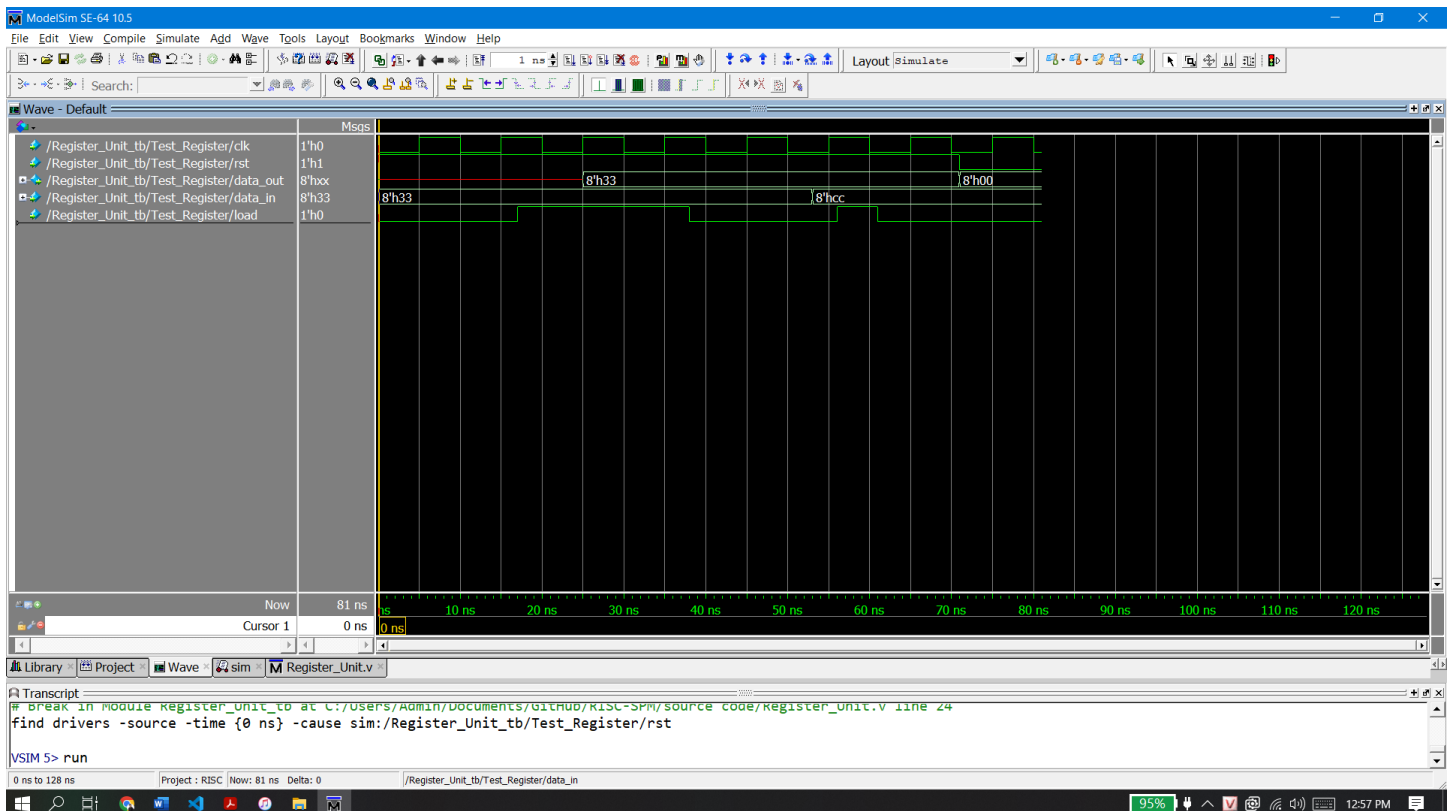 ModelSim SE-64 10.5
File Edit View Compile Simulate Add Wave Tools Layout Bookmarks Window Help
1 ns Layout Simulate
Search:
Wave - Default
Msgs
/Register_Unit_tb/Test_Register/clk 1'h0
/Register_Unit_tb/Test_Register/rst 1'h1
/Register_Unit_tb/Test_Register/data_out 8'hxx 8'h33 8'h00
/Register_Unit_tb/Test_Register/data_in 8'h33 8'h33 8'hcc
/Register_Unit_tb/Test_Register/load 1'h0
Now 81 ns ns 10 ns 20 ns 30 ns 40 ns 50 ns 60 ns 70 ns 80 ns 90 ns 100 ns 110 ns 120 ns
Cursor 1 0 ns 0 ns
Library Project Wave sim Register_Unit.v
Transcript
# Break in Module Register_Unit_tb at C:/Users/Admin/Documents/GitHub/RISC-SPM/source code/Register_Unit.v line 24
find drivers -source -time {0 ns} -cause sim:/Register_Unit_tb/Test_Register/rst
VSIM 5> run
0 ns to 128 ns Project : RISC Now: 81 ns Delta: 0 /Register_Unit_tb/Test_Register/data_in
95% 12:57 PM